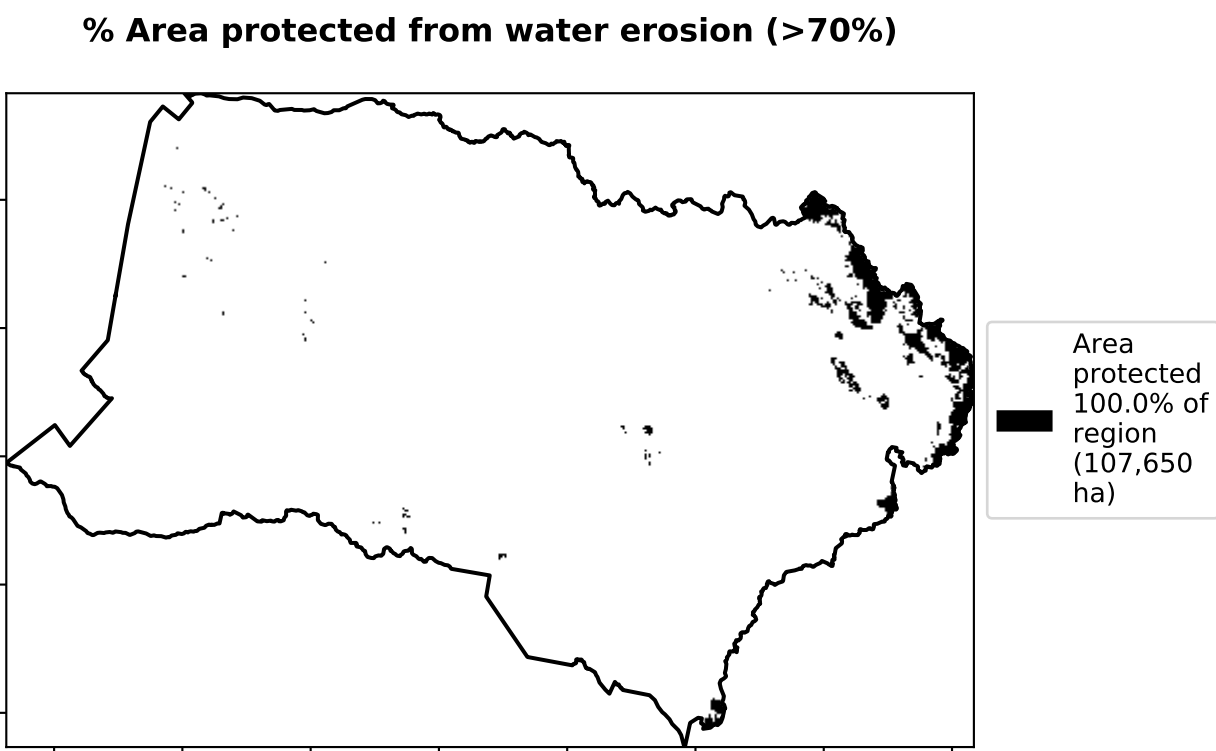 % Area protected from water erosion (>70%)
Area
protected
100.0% of
region
(107,650
ha)